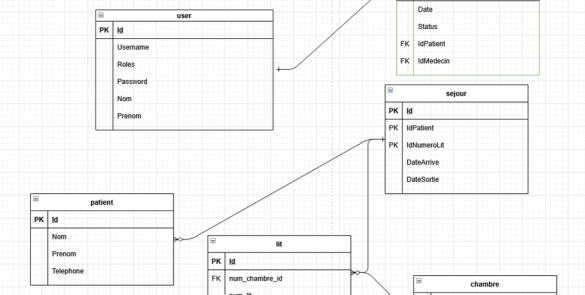 user
PK Id
Username
Roles
Password
Nom
Prenom
Date
Status
FK IdPatient
FK IdMedecin
sejour
PK Id
PK IdPatient
PK IdNumeroLit
DateArrive
DateSortie
patient
PK Id
Nom
Prenom
Telephone
lit
PK Id
FK num_chambre_id
chambre